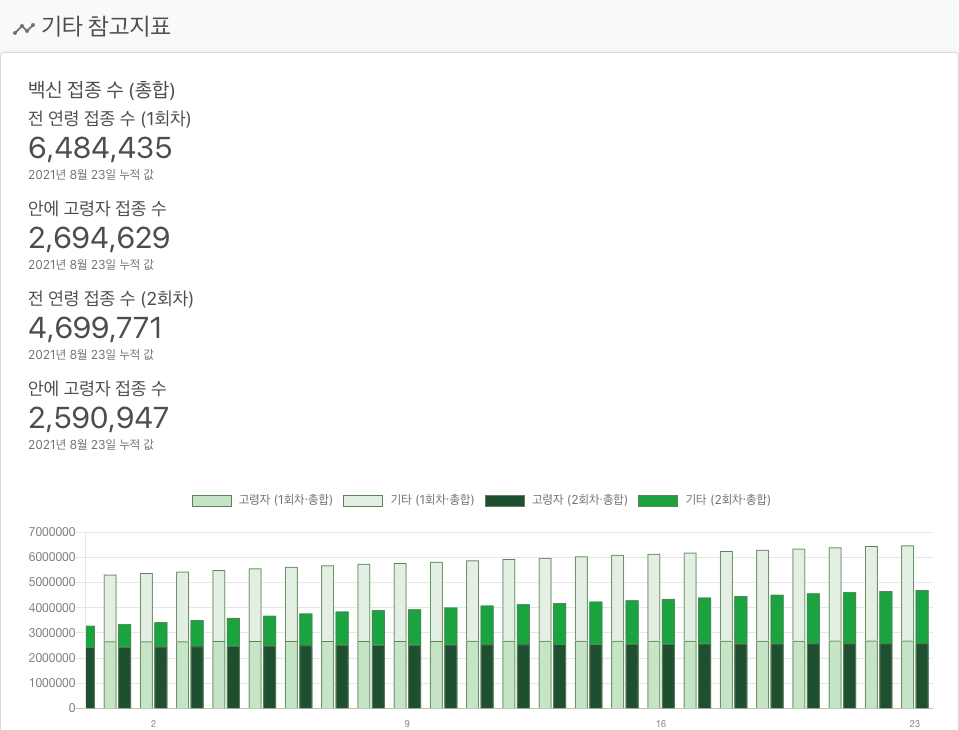 기타 참고지표
백신 접종 수 (총합)
전 연령 접종 수 (1회차)
6,484,435
2021년 8월 23일 누적 값
안에 고령자 접종 수
2,694,629
2021년 8월 23일 누적 값
전 연령 접종 수 (2회차)
4,699,771
2021년 8월 23일 누적 값
안에 고령자 접종 수
2,590,947
2021년 8월 23일 누적 값
고령자 (1회차·총합) 기타 (1회차·총합) 고령자 (2회차·총합) 기타 (2회차·총합)
7000000
6000000
5000000
4000000
3000000
2000000
1000000
0
2 9 16 23